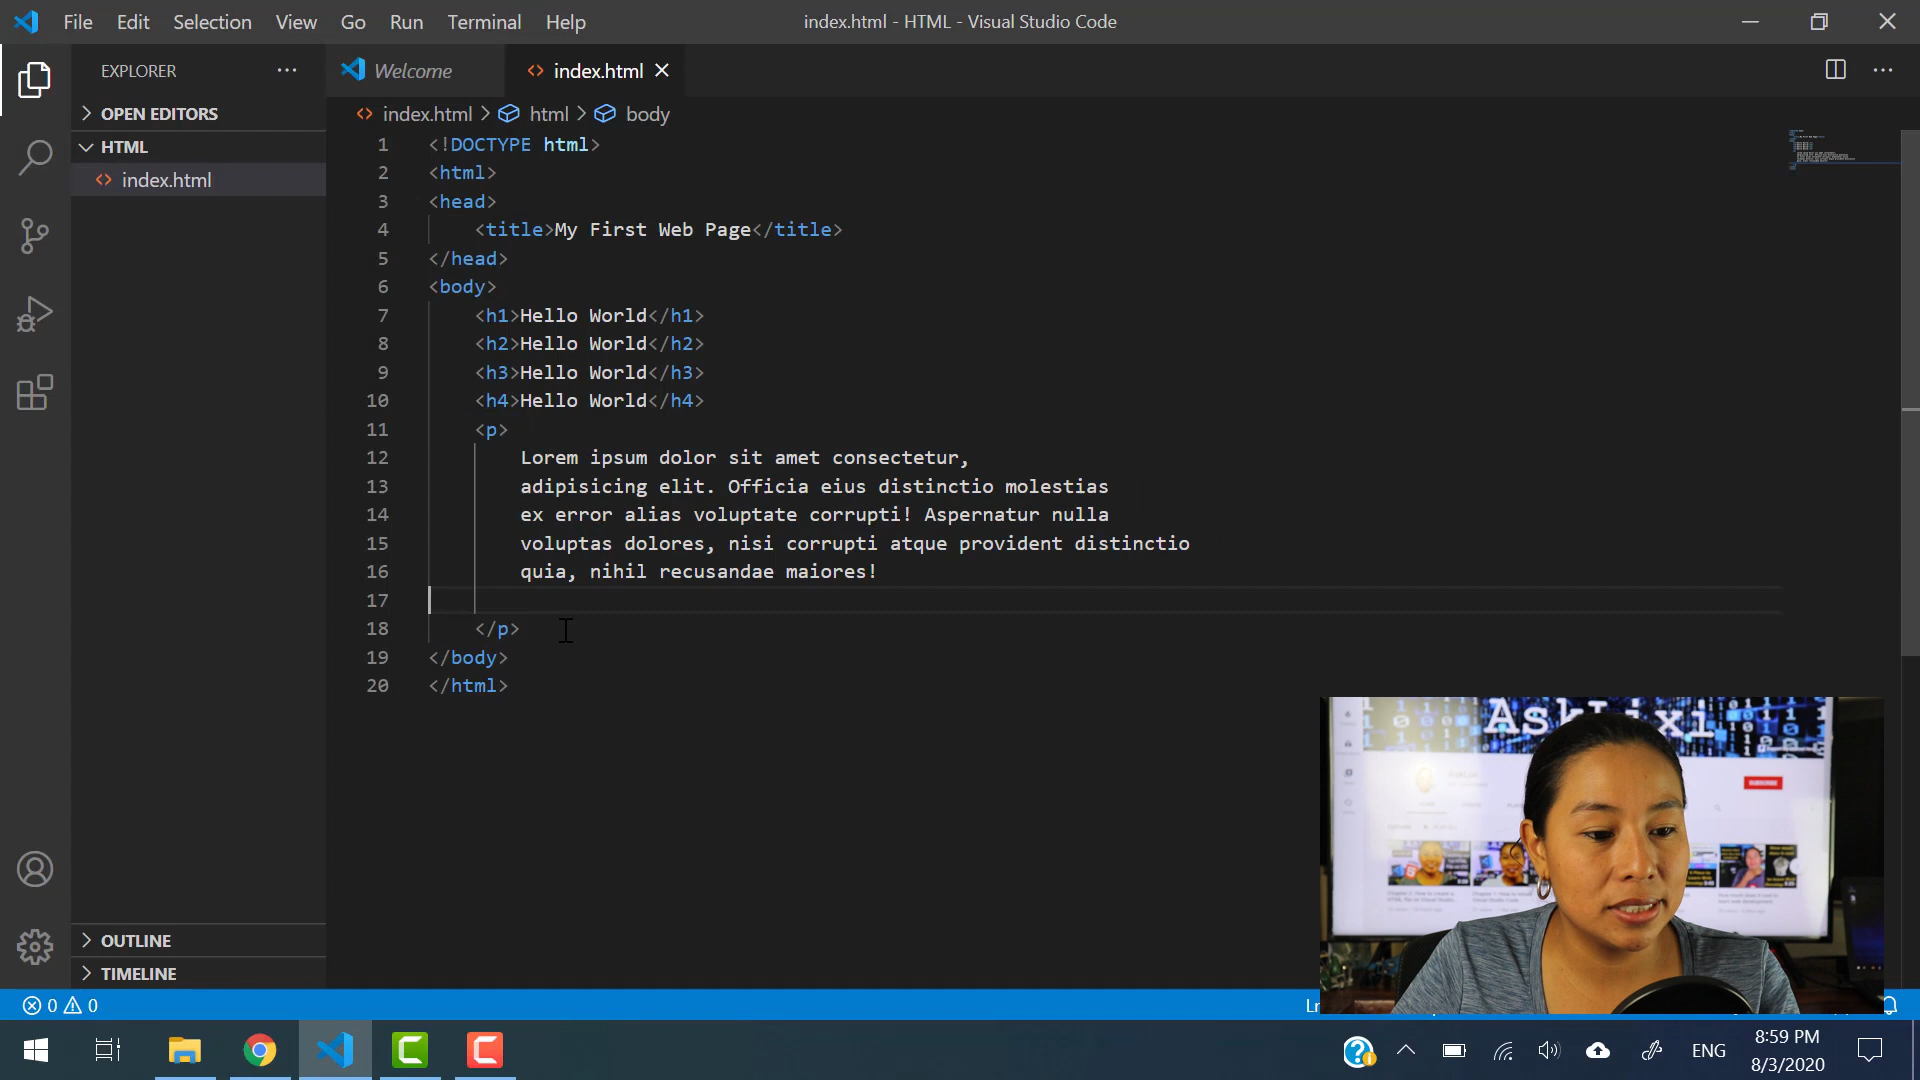 File Edit Selection View Go Run Terminal Help
index.html - HTML - Visual Studio Code
EXPLORER
OPEN EDITORS
HTML
index.html
OUTLINE
TIMELINE
Welcome
index.html
index.html > html > body
1 <!DOCTYPE html>
2 <html>
3 <head>
4 <title>My First Web Page</title>
5 </head>
6 <body>
7 <h1>Hello World</h1>
8 <h2>Hello World</h2>
9 <h3>Hello World</h3>
10 <h4>Hello World</h4>
11 <p>
12 Lorem ipsum dolor sit amet consectetur,
13 adipisicing elit. Officia eius distinctio molestias
14 ex error alias voluptate corrupti! Aspernatur nulla
15 voluptas dolores, nisi corrupti atque provident distinctio
16 quia, nihil recusandae maiores!
17
18 </p>
19 </body>
20 </html>
AskLixi
SUBSCRIBE
0 0
Ln
ENG
8:59 PM
8/3/2020